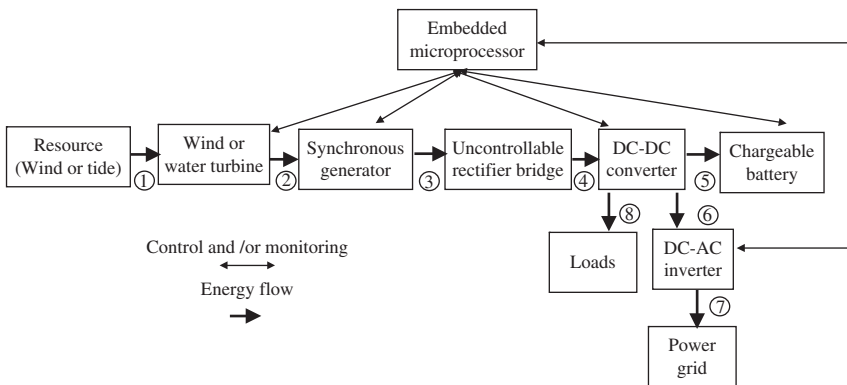 Embedded
microprocessor
Resource
(Wind or tide)
①
Wind or
water turbine
②
Synchronous
generator
③
Uncontrollable
rectifier bridge
④
DC-DC
converter
⑤
Chargeable
battery
⑧
⑥
Control and /or monitoring
Loads
DC-AC
inverter
Energy flow
⑦
Power
grid